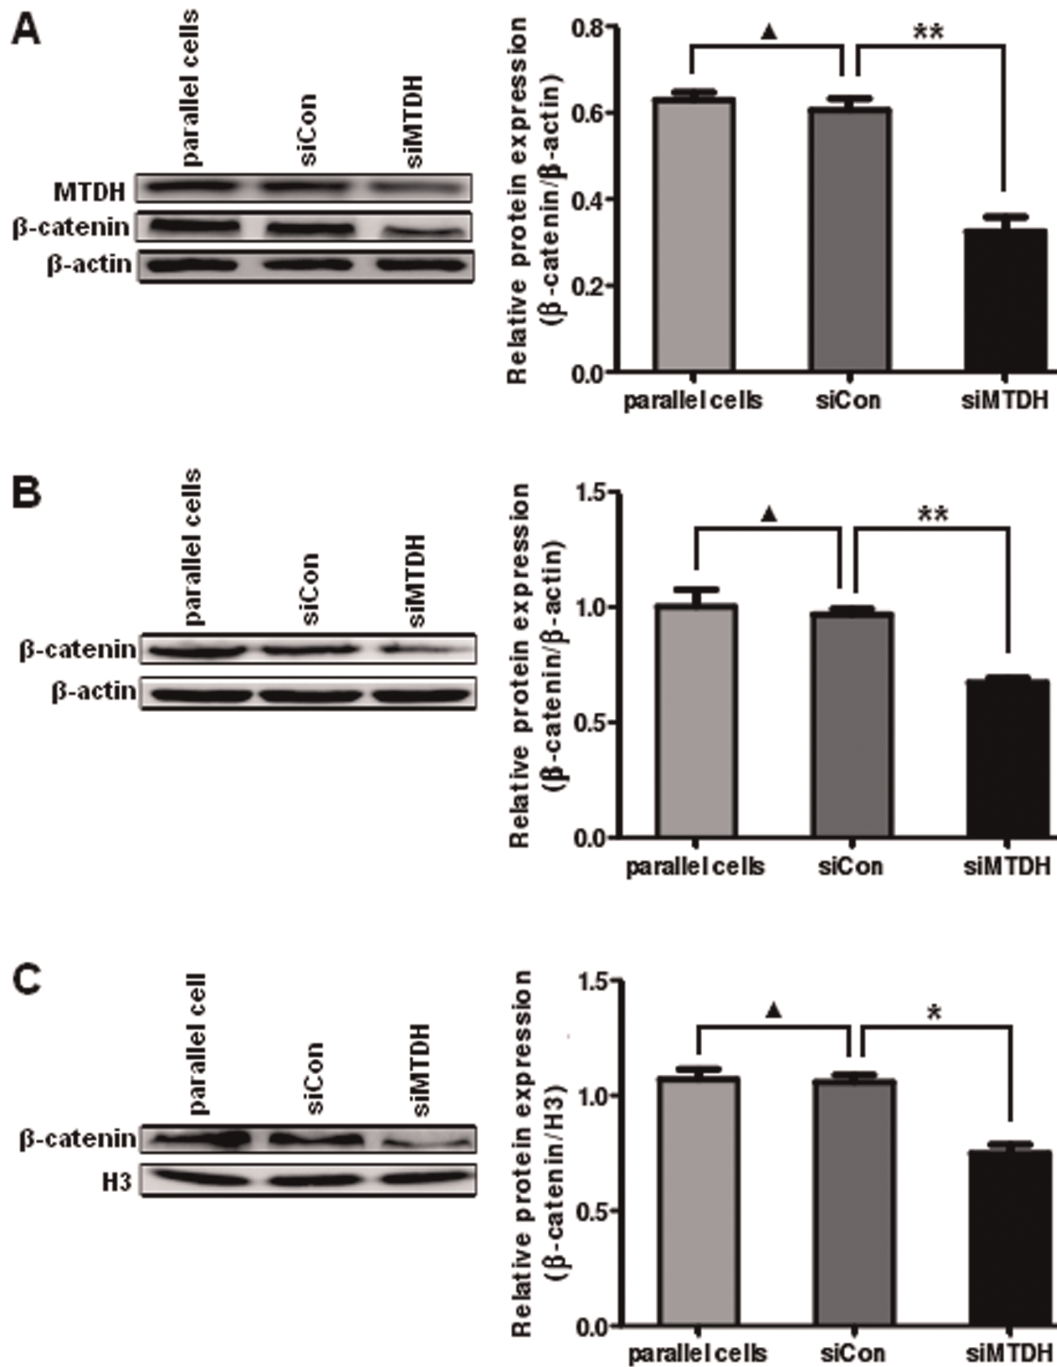 A
parallel cells
siCon
siMTDH
MTDH
β-catenin
β-actin
Relative protein expression
(β-catenin/β-actin)
0.8
0.6
0.4
0.2
0.0
▲
**
parallel cells
siCon
siMTDH
B
parallel cells
siCon
siMTDH
β-catenin
β-actin
Relative protein expression
(β-catenin/β-actin)
1.5
1.0
0.5
0.0
▲
**
parallel cells
siCon
siMTDH
C
parallel cell
siCon
siMTDH
β-catenin
H3
Relative protein expression
(β-catenin/H3)
1.5
1.0
0.5
0.0
▲
*
parallel cells
siCon
siMTDH